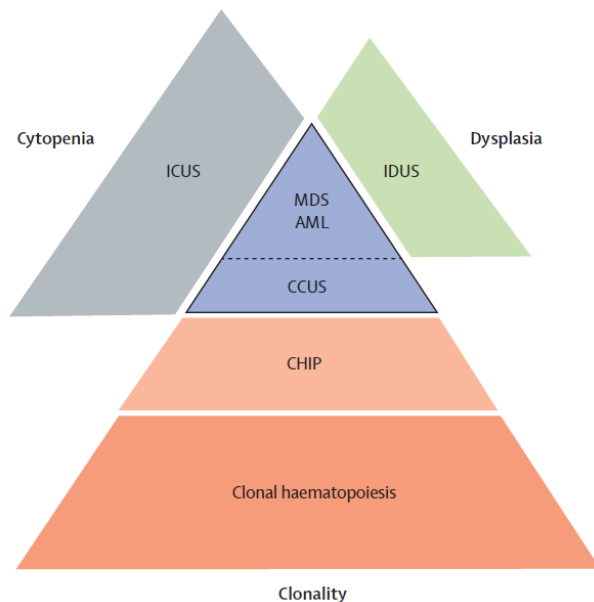 Cytopenia
Dysplasia
ICUS
IDUS
MDS
AML
CCUS
CHIP
Clonal haematopoiesis
Clonality